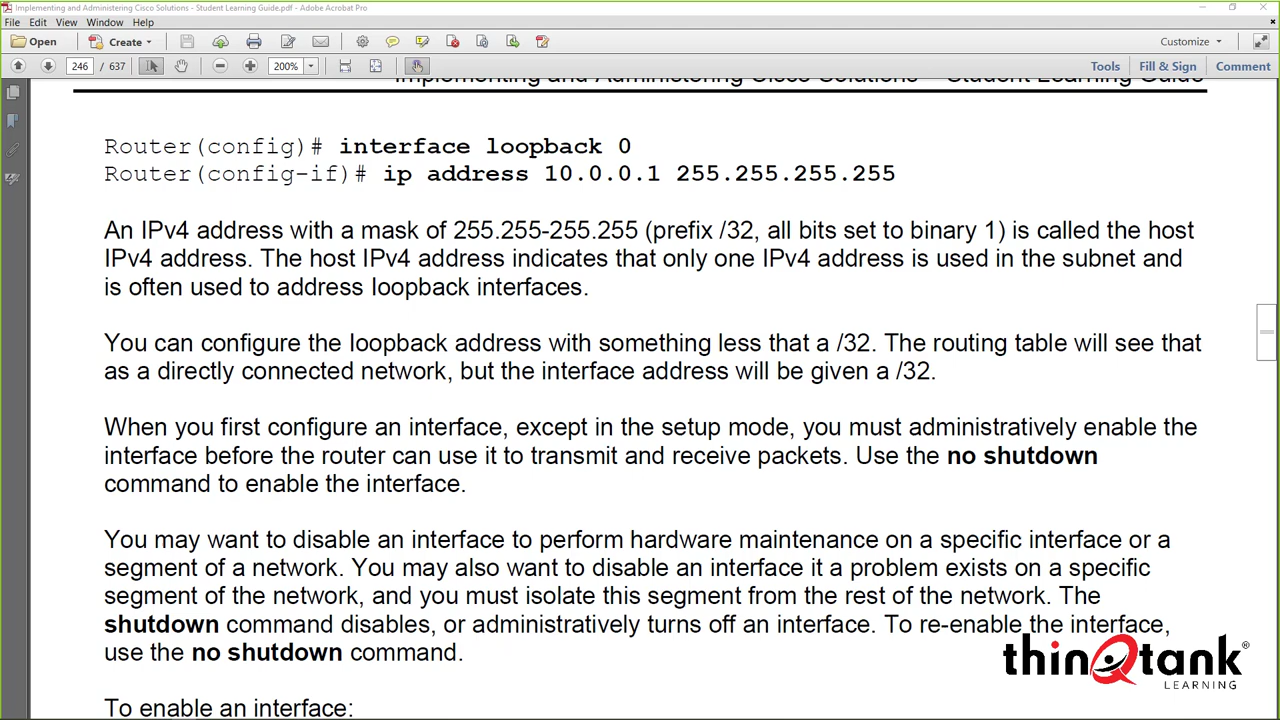 Implementing and Administering Cisco Solutions - Student Learning Guide.pdf - Adobe Acrobat Pro
File Edit View Window Help
Open Create Customize
246 / 637 200% Tools Fill & Sign Comment
Implementing and Administering Cisco Solutions – Student Learning Guide
Router(config)# interface loopback 0
Router(config-if)# ip address 10.0.0.1 255.255.255.255
An IPv4 address with a mask of 255.255-255.255 (prefix /32, all bits set to binary 1) is called the host
IPv4 address. The host IPv4 address indicates that only one IPv4 address is used in the subnet and
is often used to address loopback interfaces.
You can configure the loopback address with something less that a /32. The routing table will see that
as a directly connected network, but the interface address will be given a /32.
When you first configure an interface, except in the setup mode, you must administratively enable the
interface before the router can use it to transmit and receive packets. Use the no shutdown
command to enable the interface.
You may want to disable an interface to perform hardware maintenance on a specific interface or a
segment of a network. You may also want to disable an interface it a problem exists on a specific
segment of the network, and you must isolate this segment from the rest of the network. The
shutdown command disables, or administratively turns off an interface. To re-enable the interface,
use the no shutdown command.
thinQtank®
LEARNING
To enable an interface: